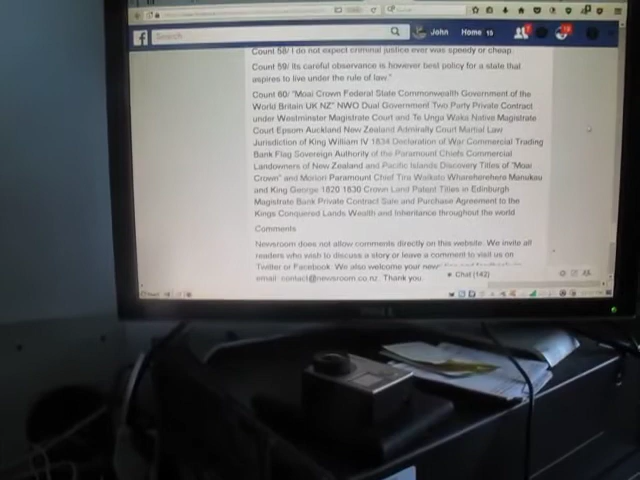 Search
John Home 15
Count 58/ I do not expect criminal justice ever was speedy or cheap.
Count 59/ Its careful observance is however best policy for a state that
aspires to live under the rule of law."
Count 60/ "Moai Crown Federal State Commonwealth Government of the
World Britain UK NZ" NWO Dual Government Two Party Private Contract
under Westminster Magistrate Court and Te Unga Waka Native Magistrate
Court Epsom Auckland New Zealand Admiralty Court Martial Law
Jurisdiction of King William IV 1834 Declaration of War Commercial Trading
Bank Flag Sovereign Authority of the Paramount Chiefs Commercial
Landowners of New Zealand and Pacific Islands Discovery Titles of "Moai
Crown" and Moriori Paramount Chief Tira Waikato Whareherehere Manukau
and King George 1820 1830 Crown Land Patent Titles in Edinburgh
Magistrate Bank Private Contract Sale and Purchase Agreement to the
Kings Conquered Lands Wealth and Inheritance throughout the world
Comments
Newsroom does not allow comments directly on this website. We invite all
readers who wish to discuss a story or leave a comment to visit us on
Twitter or Facebook. We also welcome your news
email: contact@newsroom.co.nz. Thank you.
Chat (142)